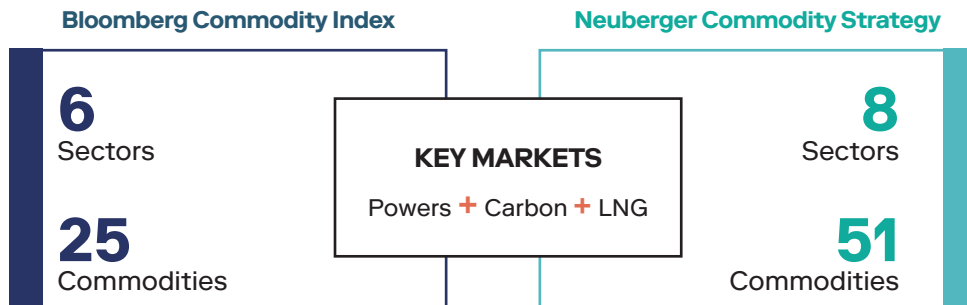 Bloomberg Commodity Index
6
Sectors
25
Commodities
KEY MARKETS
Powers + Carbon + LNG
Neuberger Commodity Strategy
8
Sectors
51
Commodities